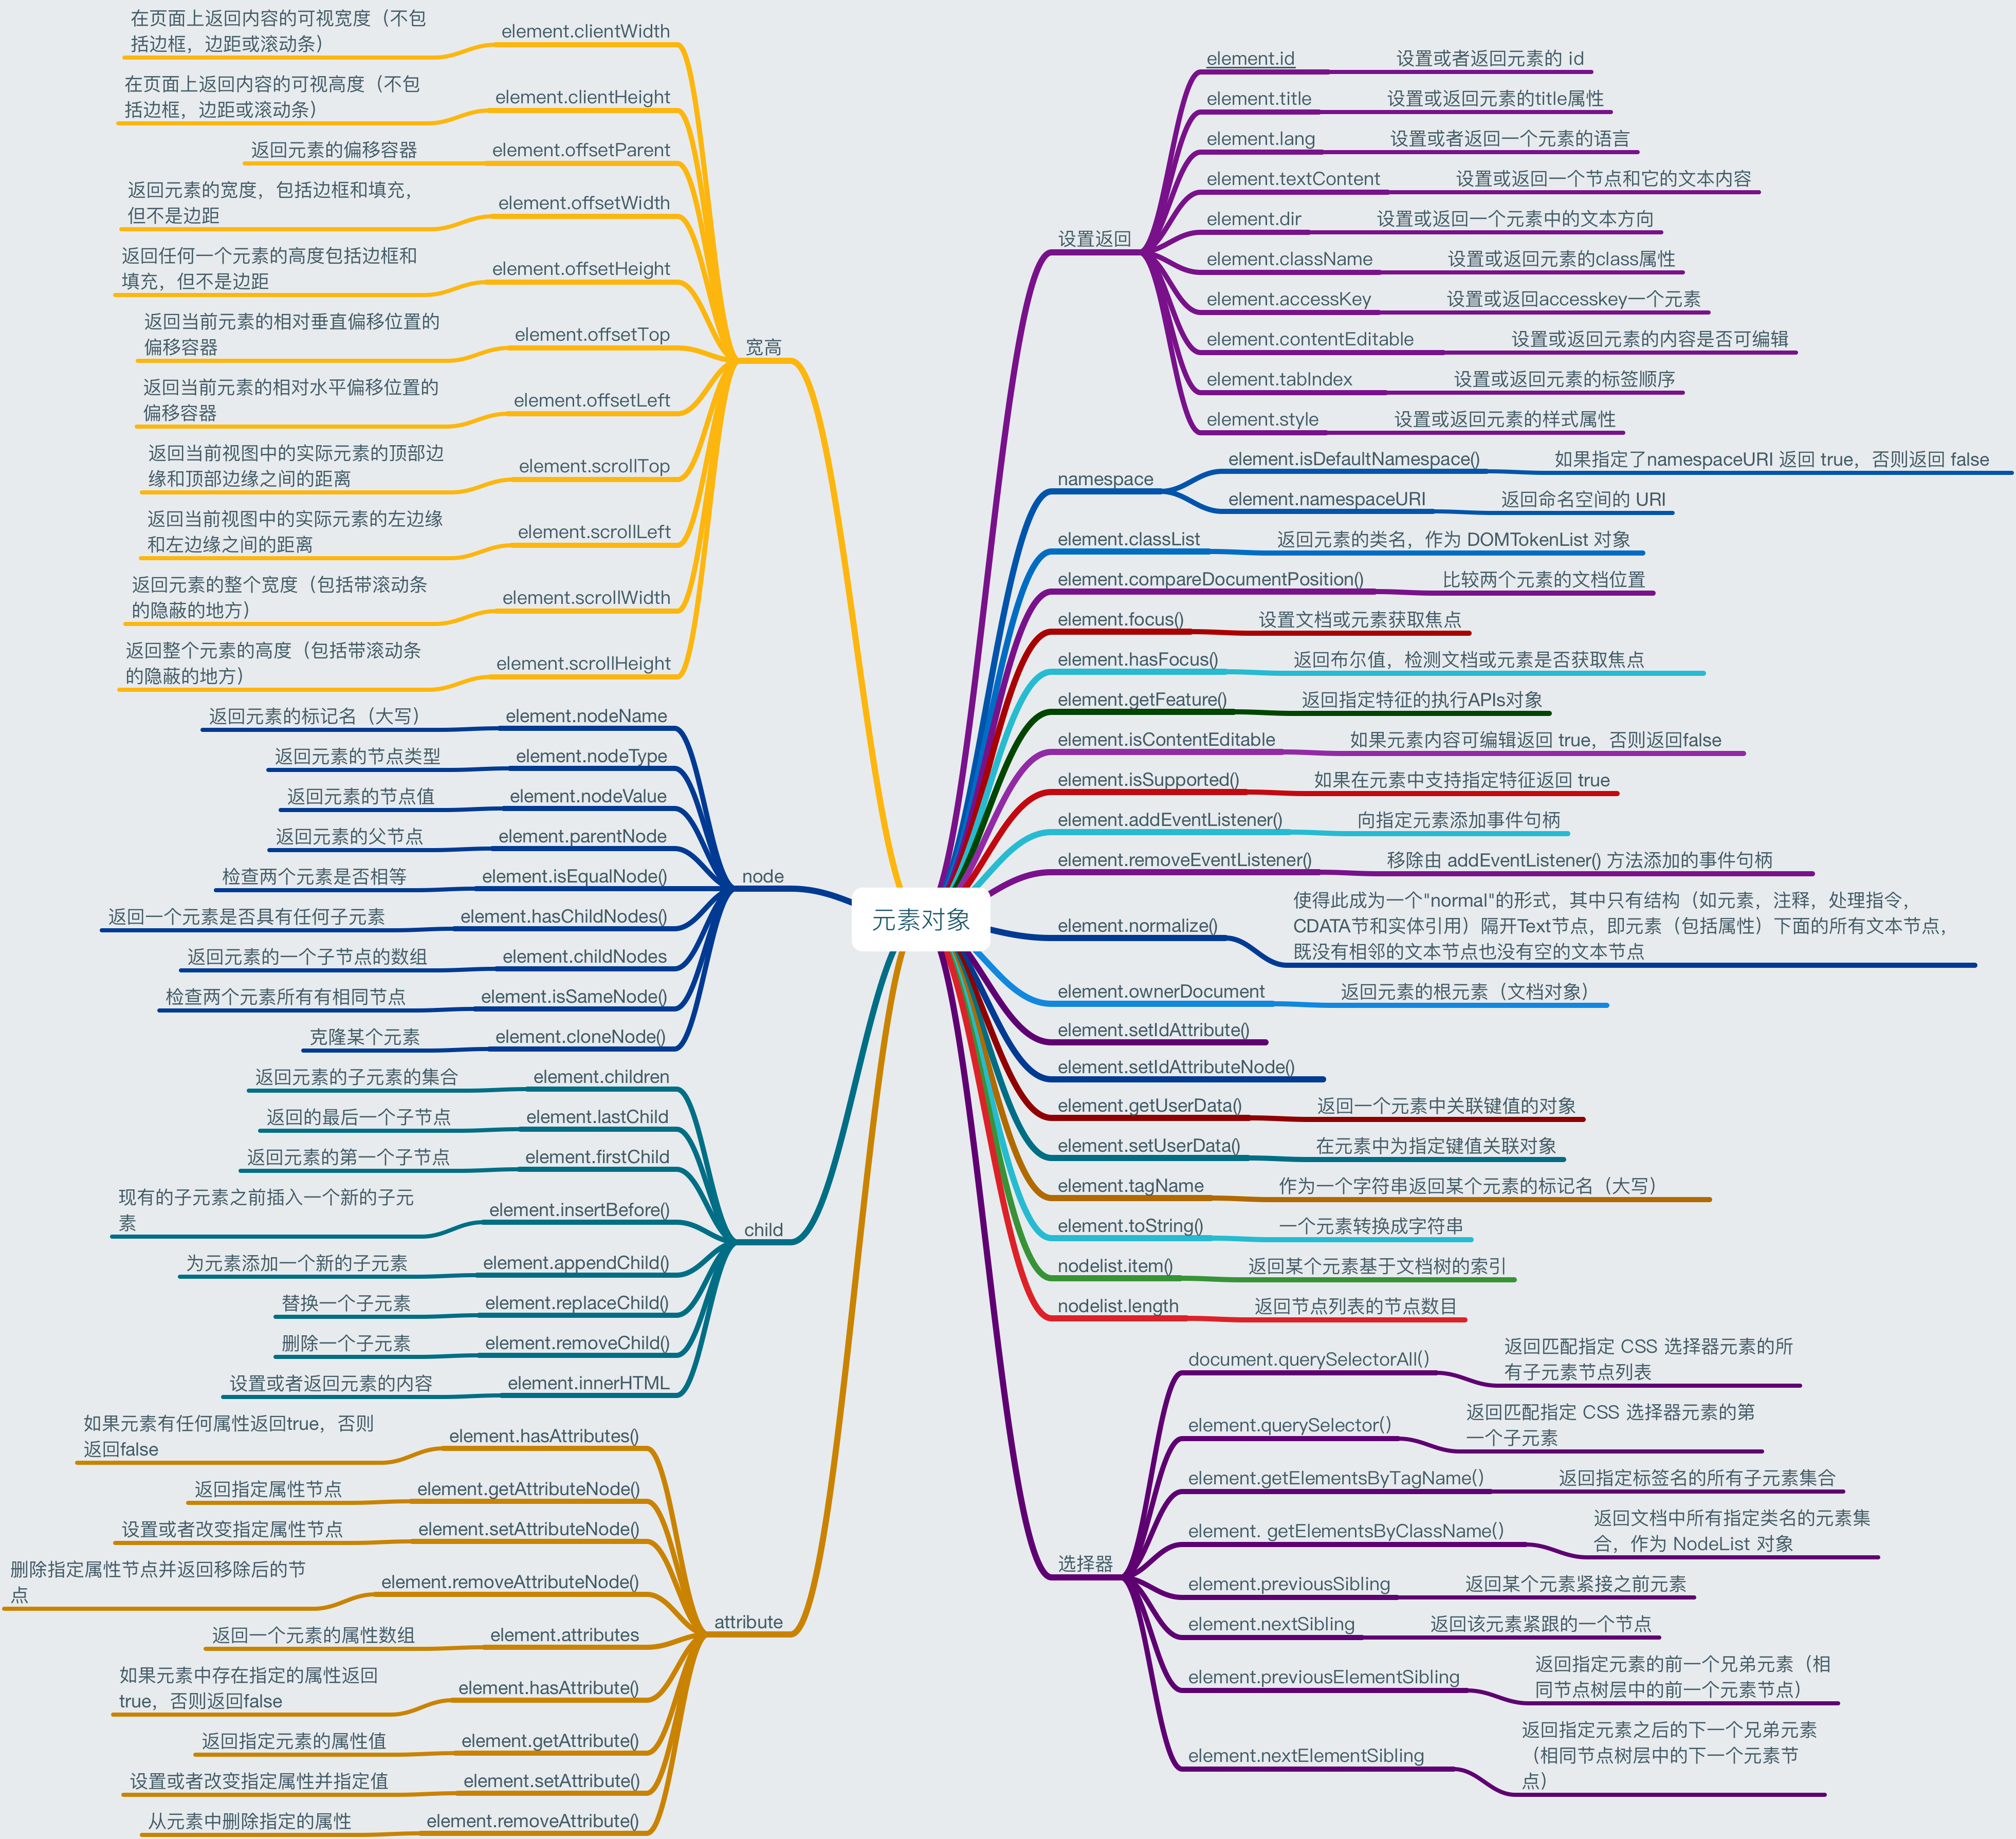 元素对象
宽高
element.clientWidth
在页面上返回内容的可视宽度（不包
括边框，边距或滚动条）
element.clientHeight
在页面上返回内容的可视高度（不包
括边框，边距或滚动条）
element.offsetParent
返回元素的偏移容器
element.offsetWidth
返回元素的宽度，包括边框和填充，
但不是边距
element.offsetHeight
返回任何一个元素的高度包括边框和
填充，但不是边距
element.offsetTop
返回当前元素的相对垂直偏移位置的
偏移容器
element.offsetLeft
返回当前元素的相对水平偏移位置的
偏移容器
element.scrollTop
返回当前视图中的实际元素的顶部边
缘和顶部边缘之间的距离
element.scrollLeft
返回当前视图中的实际元素的左边缘
和左边缘之间的距离
element.scrollWidth
返回元素的整个宽度（包括带滚动条
的隐蔽的地方）
element.scrollHeight
返回整个元素的高度（包括带滚动条
的隐蔽的地方）
node
element.nodeName
返回元素的标记名（大写）
element.nodeType
返回元素的节点类型
element.nodeValue
返回元素的节点值
element.parentNode
返回元素的父节点
element.isEqualNode()
检查两个元素是否相等
element.hasChildNodes()
返回一个元素是否具有任何子元素
element.childNodes
返回元素的一个子节点的数组
element.isSameNode()
检查两个元素所有有相同节点
element.cloneNode()
克隆某个元素
child
element.children
返回元素的子元素的集合
element.lastChild
返回的最后一个子节点
element.firstChild
返回元素的第一个子节点
element.insertBefore()
现有的子元素之前插入一个新的子元
素
element.appendChild()
为元素添加一个新的子元素
element.replaceChild()
替换一个子元素
element.removeChild()
删除一个子元素
element.innerHTML
设置或者返回元素的内容
attribute
element.hasAttributes()
如果元素有任何属性返回true，否则
返回false
element.getAttributeNode()
返回指定属性节点
element.setAttributeNode()
设置或者改变指定属性节点
element.removeAttributeNode()
删除指定属性节点并返回移除后的节
点
element.attributes
返回一个元素的属性数组
element.hasAttribute()
如果元素中存在指定的属性返回
true，否则返回false
element.getAttribute()
返回指定元素的属性值
element.setAttribute()
设置或者改变指定属性并指定值
element.removeAttribute()
从元素中删除指定的属性
设置返回
element.id
设置或者返回元素的 id
element.title
设置或返回元素的title属性
element.lang
设置或者返回一个元素的语言
element.textContent
设置或返回一个节点和它的文本内容
element.dir
设置或返回一个元素中的文本方向
element.className
设置或返回元素的class属性
element.accessKey
设置或返回accesskey一个元素
element.contentEditable
设置或返回元素的内容是否可编辑
element.tabIndex
设置或返回元素的标签顺序
element.style
设置或返回元素的样式属性
namespace
element.isDefaultNamespace()
如果指定了namespaceURI 返回 true，否则返回 false
element.namespaceURI
返回命名空间的 URI
element.classList
返回元素的类名，作为 DOMTokenList 对象
element.compareDocumentPosition()
比较两个元素的文档位置
element.focus()
设置文档或元素获取焦点
element.hasFocus()
返回布尔值，检测文档或元素是否获取焦点
element.getFeature()
返回指定特征的执行APIs对象
element.isContentEditable
如果元素内容可编辑返回 true，否则返回false
element.isSupported()
如果在元素中支持指定特征返回 true
element.addEventListener()
向指定元素添加事件句柄
element.removeEventListener()
移除由 addEventListener() 方法添加的事件句柄
element.normalize()
使得此成为一个"normal"的形式，其中只有结构（如元素，注释，处理指令，
CDATA节和实体引用）隔开Text节点，即元素（包括属性）下面的所有文本节点，
既没有相邻的文本节点也没有空的文本节点
element.ownerDocument
返回元素的根元素（文档对象）
element.setIdAttribute()
element.setIdAttributeNode()
element.getUserData()
返回一个元素中关联键值的对象
element.setUserData()
在元素中为指定键值关联对象
element.tagName
作为一个字符串返回某个元素的标记名（大写）
element.toString()
一个元素转换成字符串
nodelist.item()
返回某个元素基于文档树的索引
nodelist.length
返回节点列表的节点数目
选择器
document.querySelectorAll()
返回匹配指定 CSS 选择器元素的所
有子元素节点列表
element.querySelector()
返回匹配指定 CSS 选择器元素的第
一个子元素
element.getElementsByTagName()
返回指定标签名的所有子元素集合
element. getElementsByClassName()
返回文档中所有指定类名的元素集
合，作为 NodeList 对象
element.previousSibling
返回某个元素紧接之前元素
element.nextSibling
返回该元素紧跟的一个节点
element.previousElementSibling
返回指定元素的前一个兄弟元素（相
同节点树层中的前一个元素节点）
element.nextElementSibling
返回指定元素之后的下一个兄弟元素
（相同节点树层中的下一个元素节
点）